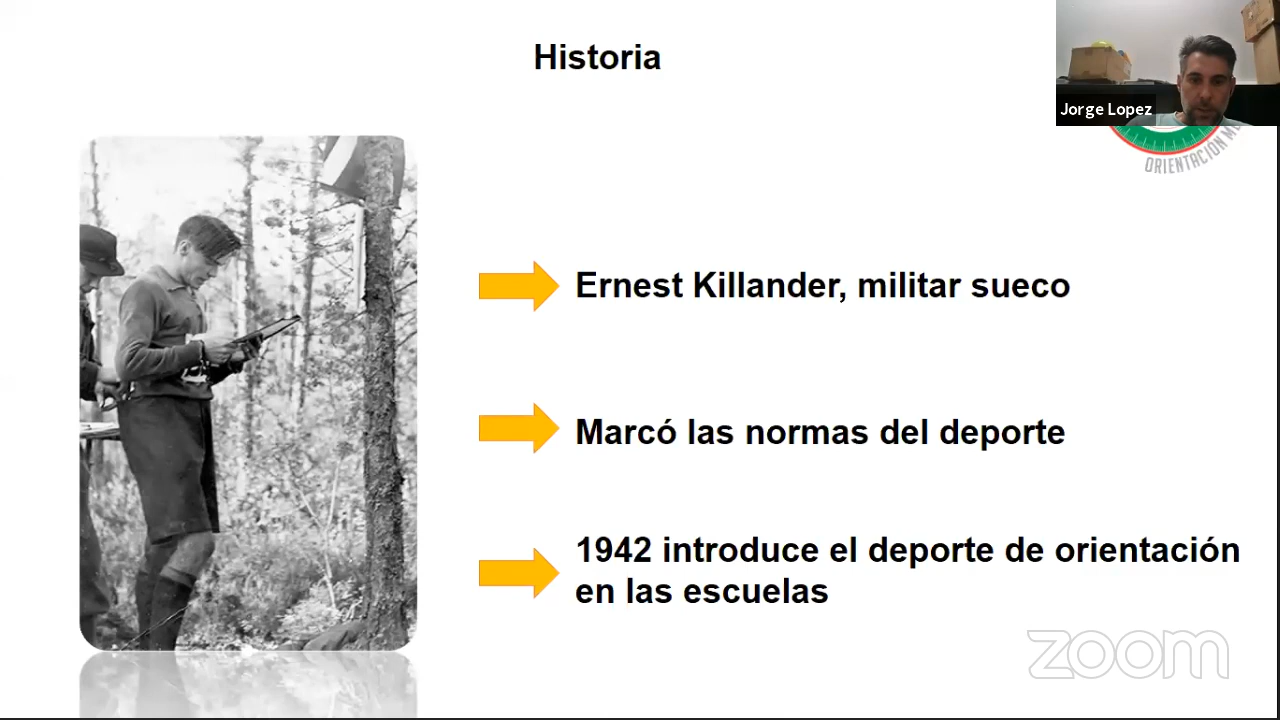 Historia
Jorge Lopez
ORIENTACIÓN
Ernest Killander, militar sueco
Marcó las normas del deporte
1942 introduce el deporte de orientación
en las escuelas
zoom